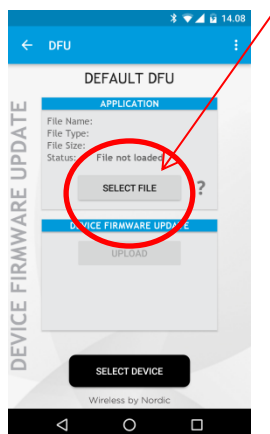 14.08
DFU
DEFAULT DFU
DEVICE FIRMWARE UPDATE
APPLICATION
File Name:
File Type:
File Size:
Status: File not loaded
SELECT FILE
?
DEVICE FIRMWARE UPDATE
UPLOAD
SELECT DEVICE
Wireless by Nordic